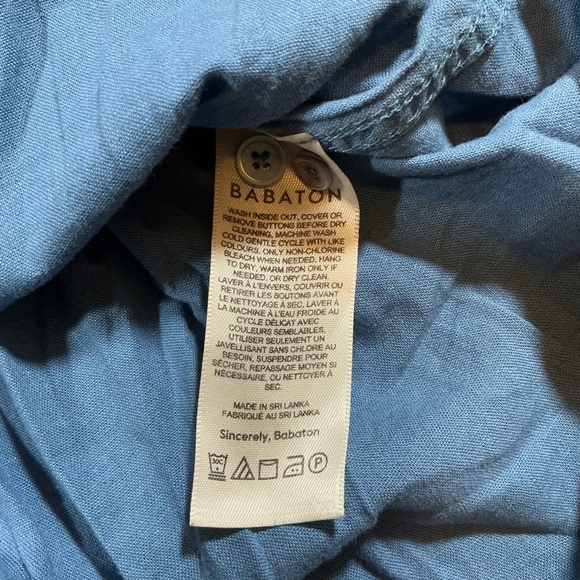 BABATON
WASH INSIDE OUT, COVER OR
REMOVE BUTTONS BEFORE DRY
CLEANING, MACHINE WASH
COLD GENTLE CYCLE WITH LIKE
COLOURS, ONLY NON-CHLORINE
BLEACH WHEN NEEDED, HANG
TO DRY, WARM IRON ONLY IF
NEEDED. OR DRY CLEAN.
LAVER À L'ENVERS, COUVRIR OU
RETIRER LES BOUTONS AVANT
LE NETTOYAGE À SEC, LAVER À
LA MACHINE À L'EAU FROIDE AU
CYCLE DÉLICAT AVEC
COULEURS SEMBLABLES,
UTILISER SEULEMENT UN
JAVELLISANT SANS CHLORE AU
BESOIN, SUSPENDRE POUR
SÉCHER, REPASSAGE MOYEN SI
NÉCESSAIRE, OU NETTOYER À
SEC.
MADE IN SRI LANKA
FABRIQUÉ AU SRI LANKA
Sincerely, Babaton
30C
P